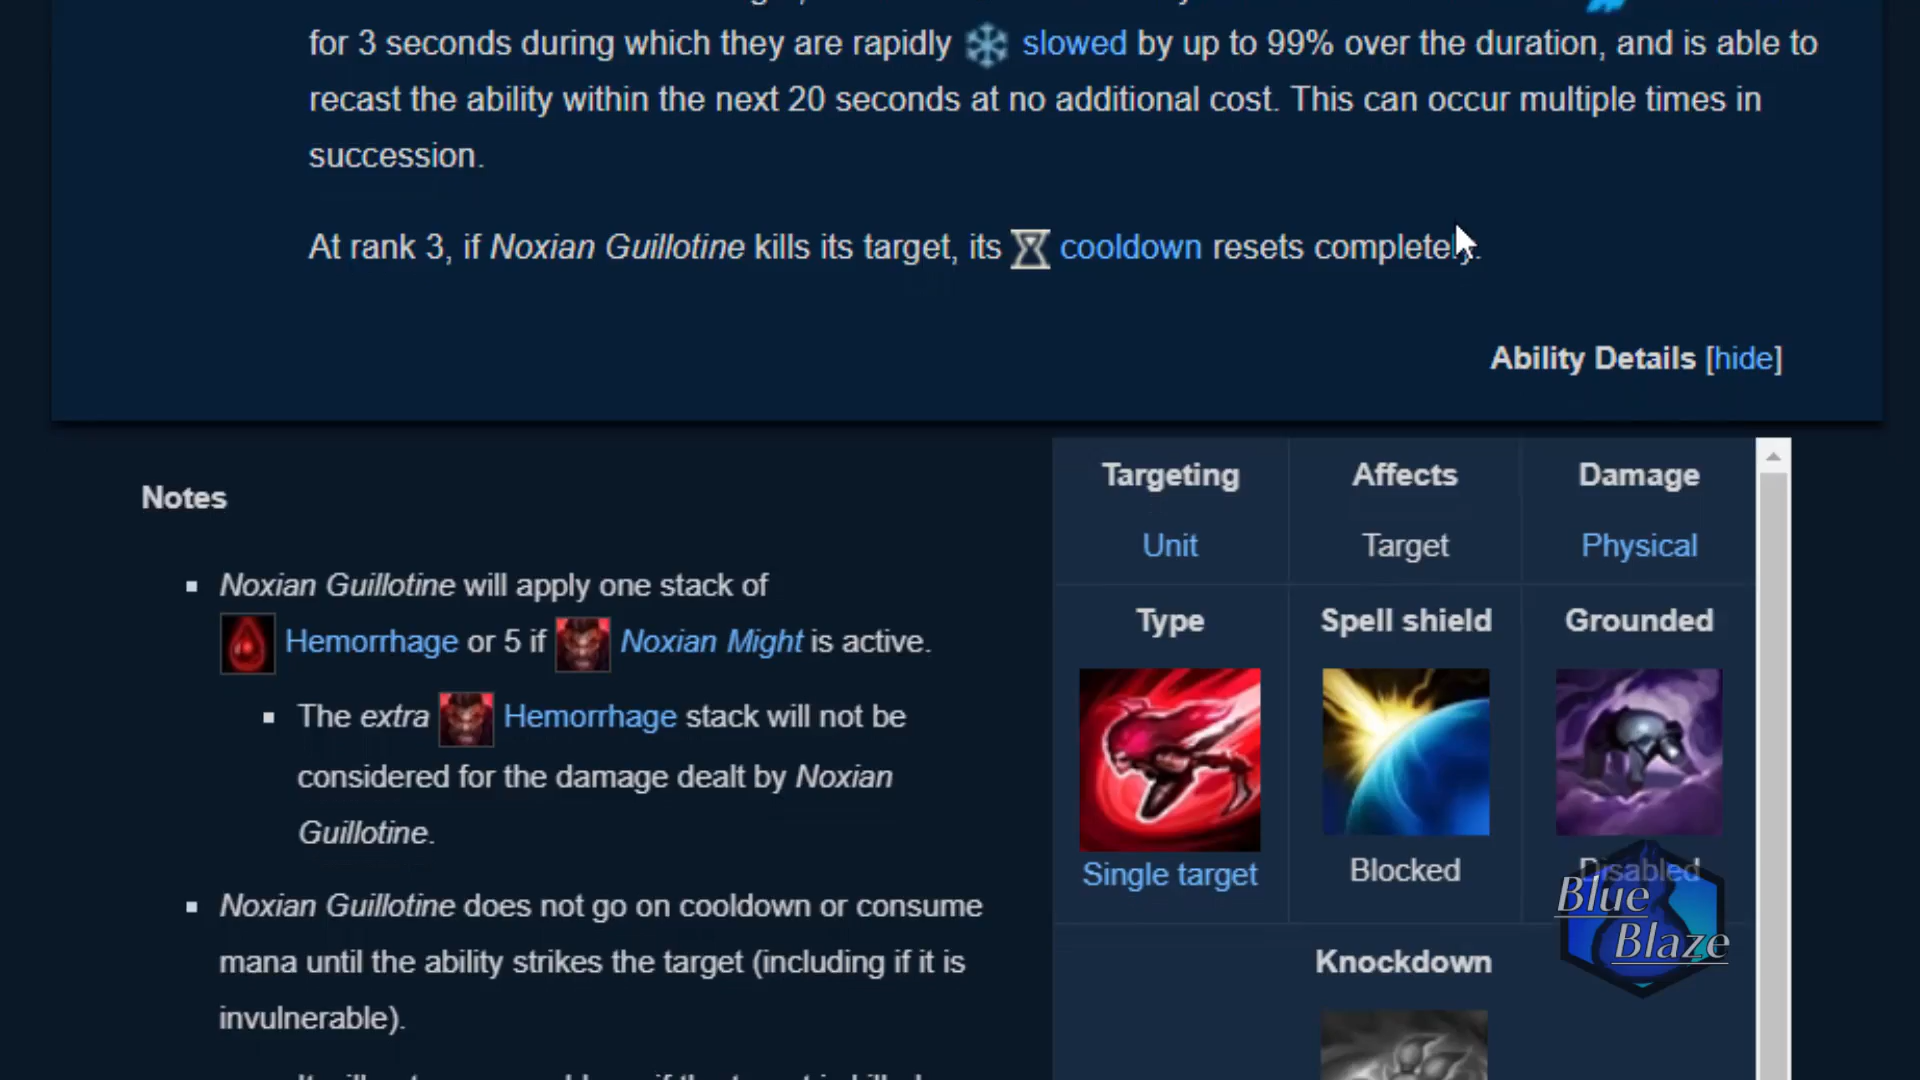 for 3 seconds during which they are rapidly slowed by up to 99% over the duration, and is able to
recast the ability within the next 20 seconds at no additional cost. This can occur multiple times in
succession.
At rank 3, if Noxian Guillotine kills its target, its cooldown resets completely.
Ability Details [hide]
Notes
Noxian Guillotine will apply one stack of
Hemorrhage or 5 if Noxian Might is active.
The extra Hemorrhage stack will not be
considered for the damage dealt by Noxian
Guillotine.
Noxian Guillotine does not go on cooldown or consume
mana until the ability strikes the target (including if it is
invulnerable).
Targeting Affects Damage
Unit Target Physical
Type Spell shield Grounded
Single target Blocked Disabled
Knockdown
Blue
Blaze